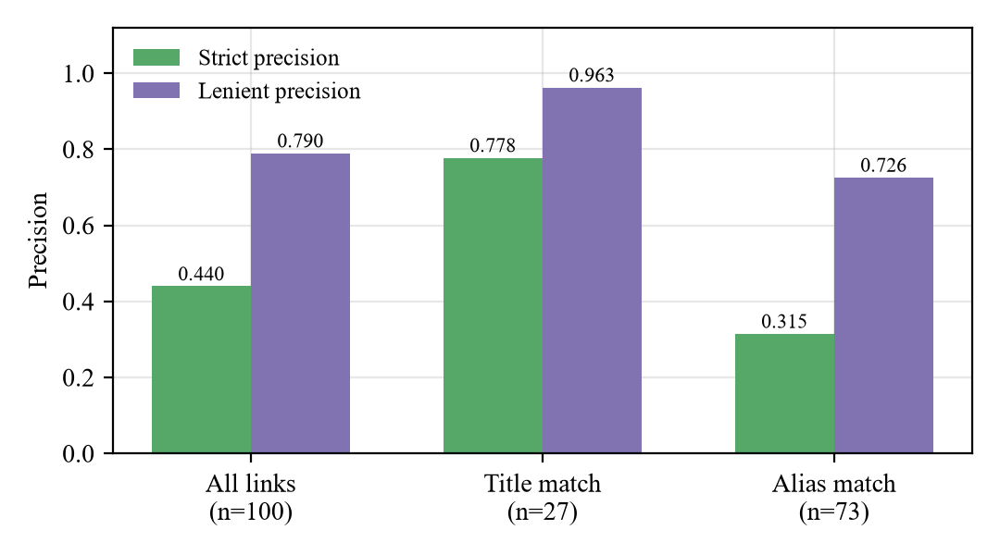 Strict precision
Lenient precision
Precision
1.0
0.8
0.6
0.4
0.2
0.0
0.440
0.790
0.778
0.963
0.315
0.726
All links
(n=100)
Title match
(n=27)
Alias match
(n=73)